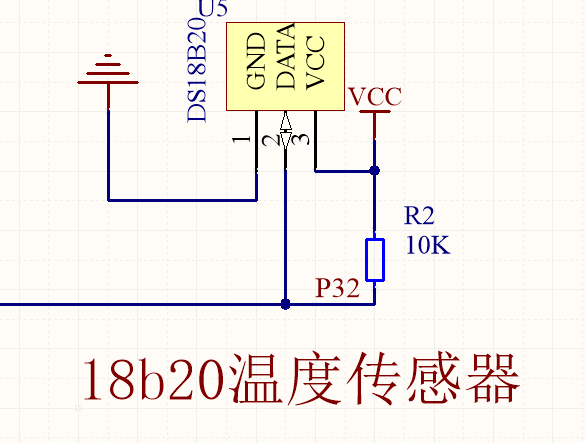 U5
DS18B20
GND
DATA
VCC
1
2
3
VCC
R2
10K
P32
18b20温度传感器